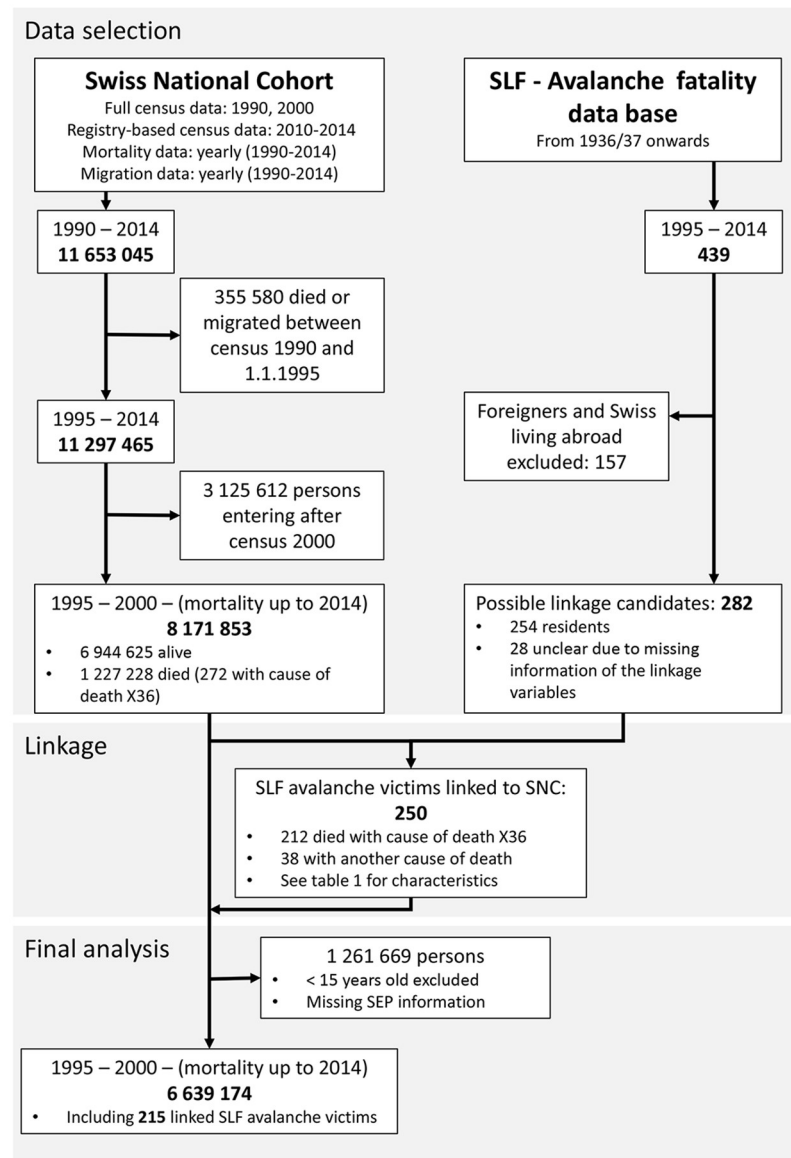 Data selection
Swiss National Cohort
Full census data: 1990, 2000
Registry-based census data: 2010-2014
Mortality data: yearly (1990-2014)
Migration data: yearly (1990-2014)
SLF - Avalanche fatality
data base
From 1936/37 onwards
1990 – 2014
11 653 045
1995 – 2014
439
355 580 died or
migrated between
census 1990 and
1.1.1995
1995 – 2014
11 297 465
Foreigners and Swiss
living abroad
excluded: 157
3 125 612 persons
entering after
census 2000
1995 – 2000 – (mortality up to 2014)
8 171 853
• 6 944 625 alive
• 1 227 228 died (272 with cause of
death X36)
Possible linkage candidates: 282
• 254 residents
• 28 unclear due to missing
information of the linkage
variables
Linkage
SLF avalanche victims linked to SNC:
250
• 212 died with cause of death X36
• 38 with another cause of death
• See table 1 for characteristics
Final analysis
1 261 669 persons
• < 15 years old excluded
• Missing SEP information
1995 – 2000 – (mortality up to 2014)
6 639 174
• Including 215 linked SLF avalanche victims